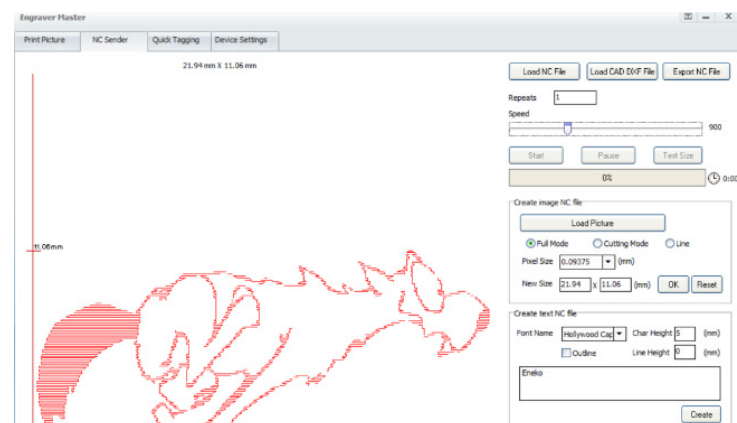 Engraver Master
Print Picture NC Sender Quick Tagging Device Settings
21.94 mm X 11.06 mm
11.06mm
Load NC File Load CAD DXF File Export NC File
Repeats 1
Speed
900
Start Pause Test Size
0% 0:00
Create image NC file
Load Picture
Full Mode Cutting Mode Line
Pixel Size 0.09375 (mm)
New Size 21.94 x 11.06 (mm) OK Reset
Create text NC file
Font Name Hollywood Cap Char Height 5 (mm)
Outline Line Height 0 (mm)
Eneko
Create